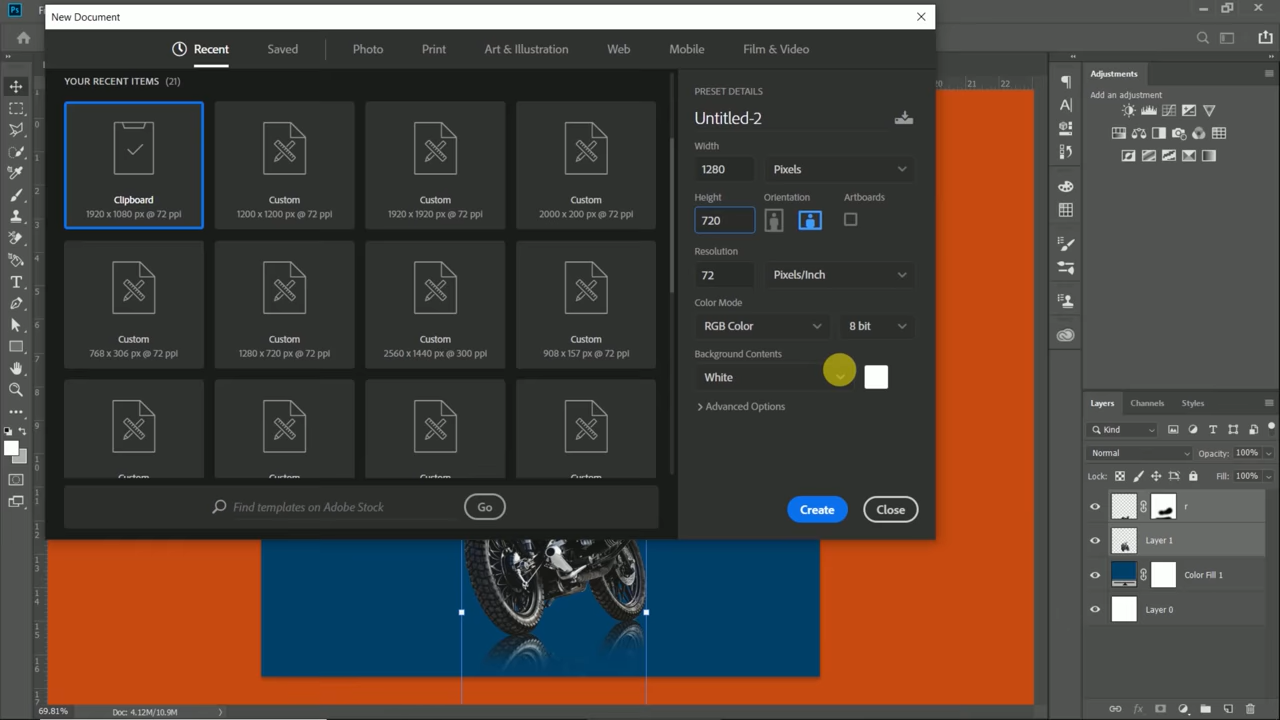 Ps
F
New Document
Recent
Saved
Photo
Print
Art & Illustration
Web
Mobile
Film & Video
YOUR RECENT ITEMS (21)
Clipboard
1920 x 1080 px @ 72 ppi
Custom
1200 x 1200 px @ 72 ppi
Custom
1920 x 1920 px @ 72 ppi
Custom
2000 x 200 px @ 72 ppi
Custom
768 x 306 px @ 72 ppi
Custom
1280 x 720 px @ 72 ppi
Custom
2560 x 1440 px @ 300 ppi
Custom
908 x 157 px @ 72 ppi
Custom
Custom
Custom
Custom
Find templates on Adobe Stock
Go
PRESET DETAILS
Untitled-2
Width
1280
Pixels
Height
Orientation
Artboards
720
Resolution
72
Pixels/Inch
Color Mode
RGB Color
8 bit
Background Contents
White
Advanced Options
Create
Close
20
21
22
Adjustments
Add an adjustment
Layers
Channels
Styles
Kind
Normal
Opacity: 100%
Lock:
Fill: 100%
r
Layer 1
Color Fill 1
Layer 0
69.81%
Doc: 4.12M/10.9M